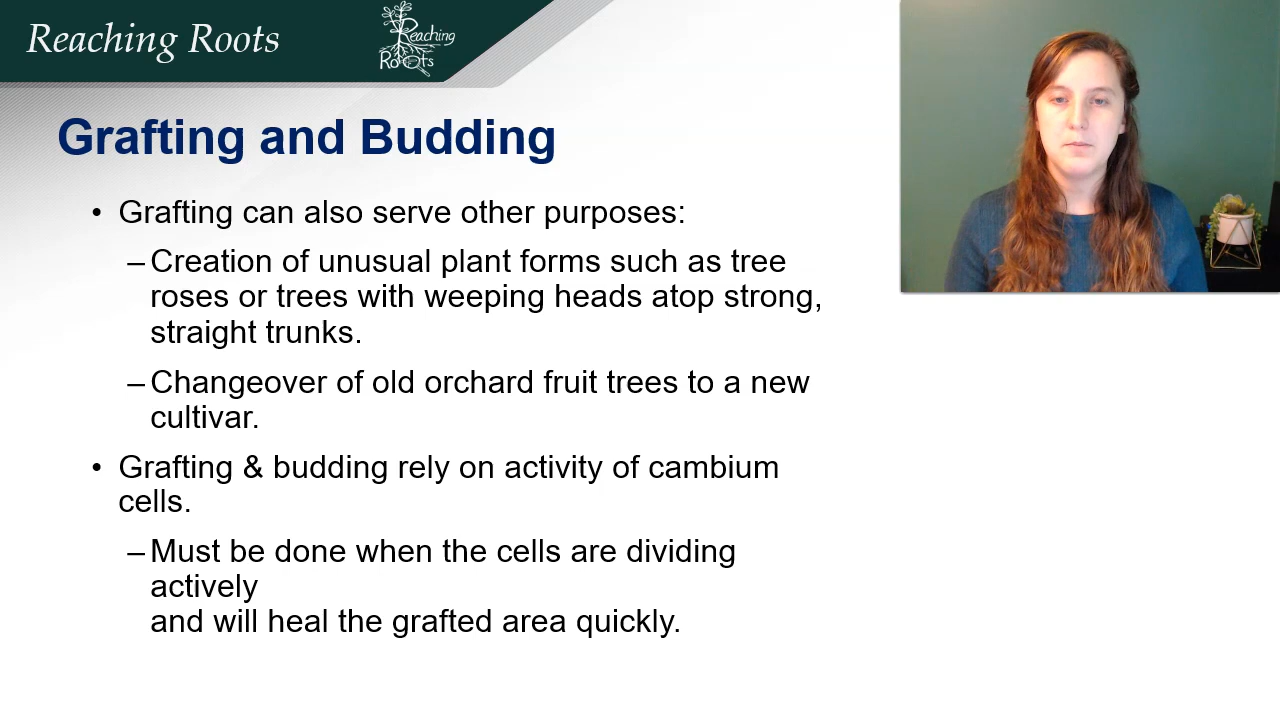 Reaching Roots
Reaching
Roots
Grafting and Budding
• Grafting can also serve other purposes:
– Creation of unusual plant forms such as tree
roses or trees with weeping heads atop strong,
straight trunks.
– Changeover of old orchard fruit trees to a new
cultivar.
• Grafting & budding rely on activity of cambium
cells.
– Must be done when the cells are dividing
actively
and will heal the grafted area quickly.